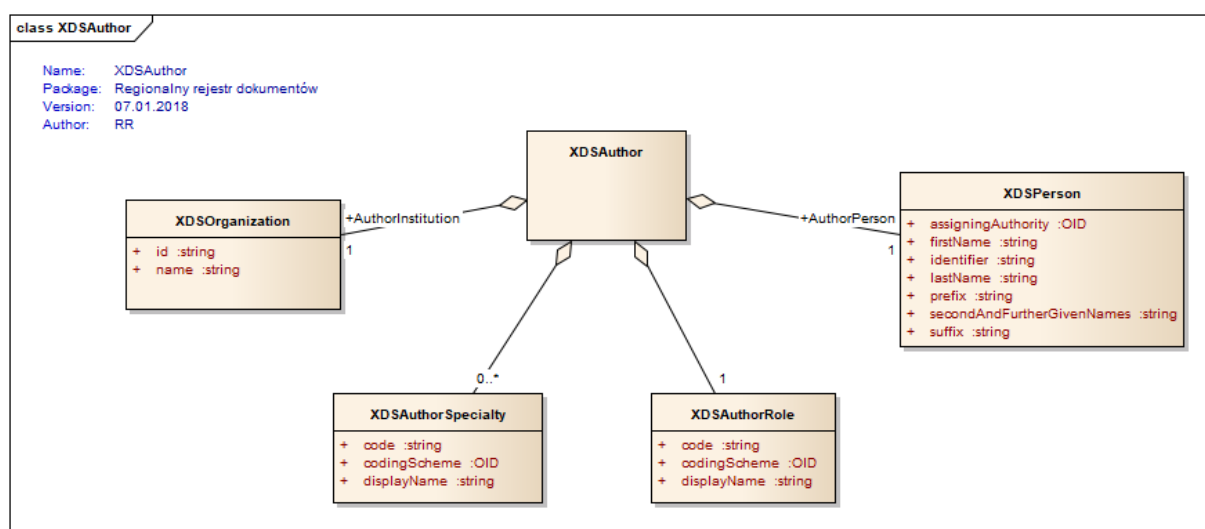 class XDSAuthor
Name: XDSAuthor
Package: Regionalny rejestr dokumentów
Version: 07.01.2018
Author: RR
XDSAuthor
XDSOrganization
+ id :string
+ name :string
+AuthorInstitution
1
+AuthorPerson
1
XDSPerson
+ assigningAuthority :OID
+ firstName :string
+ identifier :string
+ lastName :string
+ prefix :string
+ secondAndFurtherGivenNames :string
+ suffix :string
0..*
1
XDSAuthorSpecialty
+ code :string
+ codingScheme :OID
+ displayName :string
XDSAuthorRole
+ code :string
+ codingScheme :OID
+ displayName :string